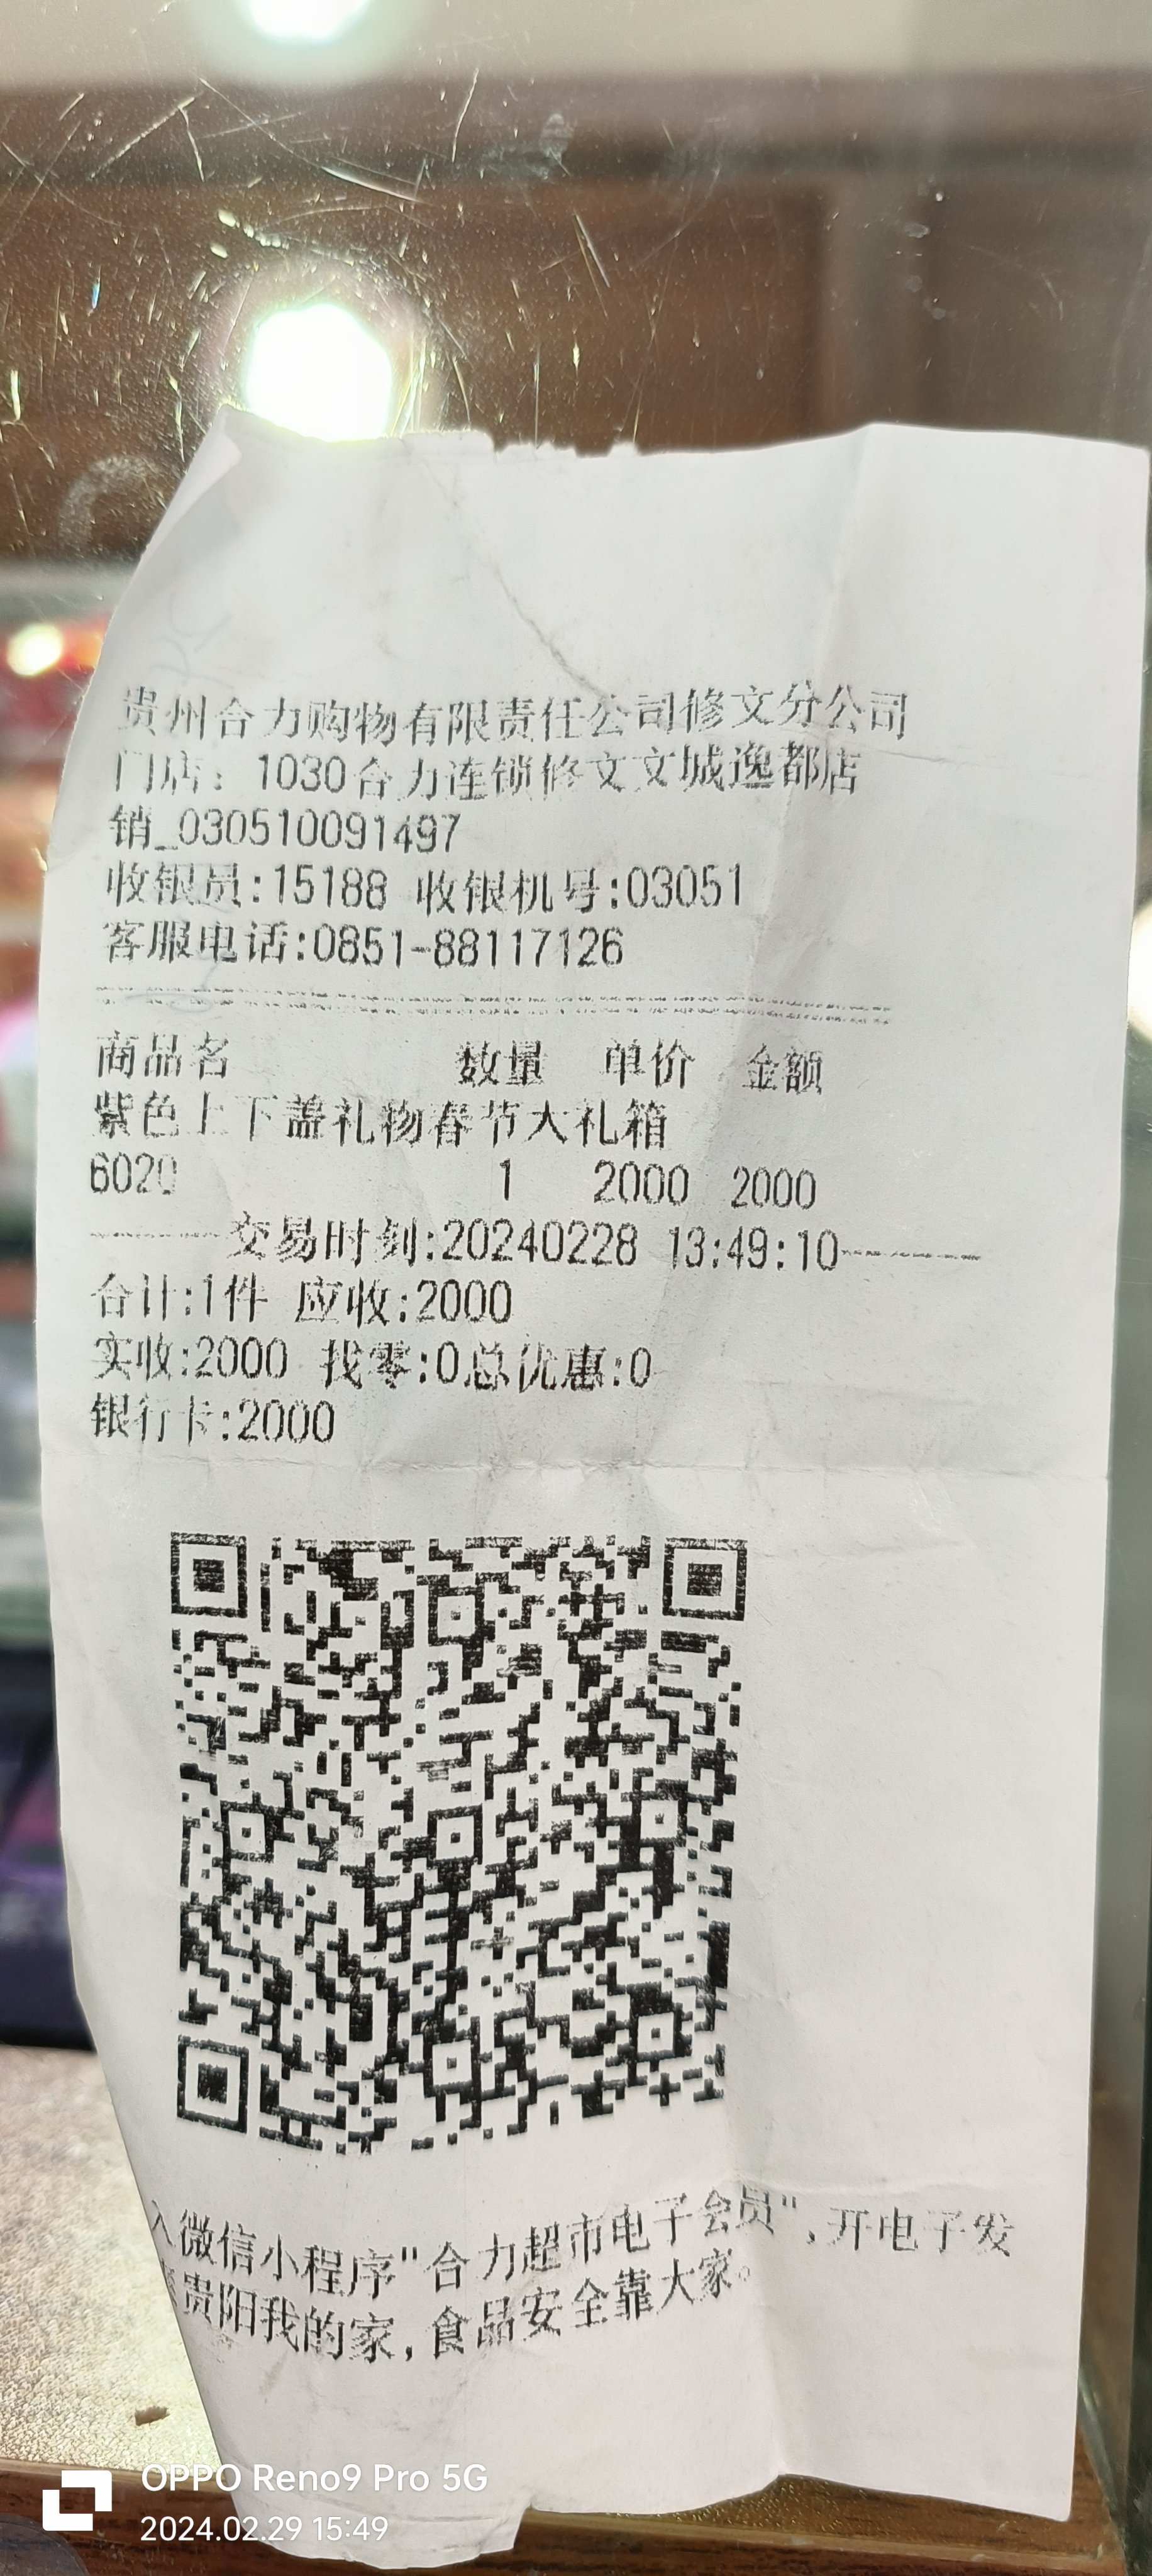 贵州合力购物有限责任公司修文分公司
门店：1030合力连锁修文文城逸都店
销_030510091497
收银员:15188 收银机号:03051
客服电话:0851-88117126
商品名 数量 单价 金额
紫色上下盖礼物春节大礼箱
6020 1 2000 2000
交易时刻:20240228 13:49:10
合计:1件 应收:2000
实收:2000 找零:0总优惠:0
银行卡:2000
入微信小程序"合力超市电子会员",开电子发
贵阳我的家,食品安全靠大家。
OPPO Reno9 Pro 5G
2024.02.29 15:49